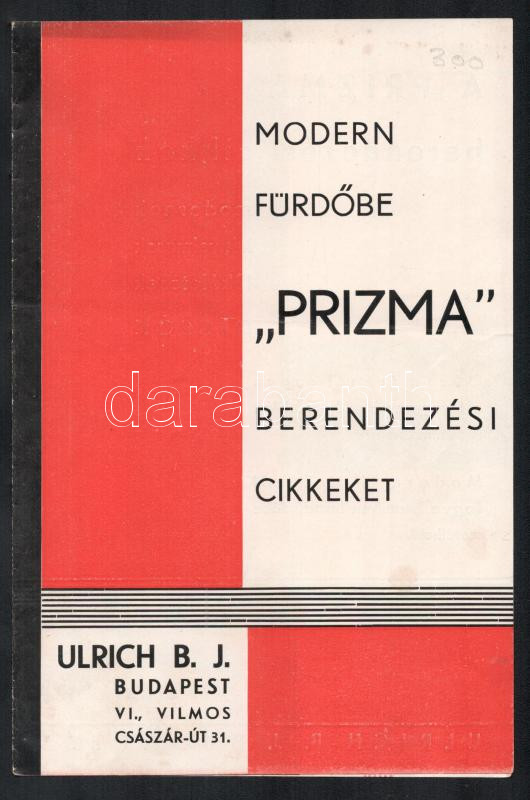 300
MODERN
FÜRDŐBE
„PRIZMA”
BERENDEZÉSI
CIKKEKET
darabanth
ULRICH B. J.
BUDAPEST
VI., VILMOS
CSÁSZÁR-ÚT 31.